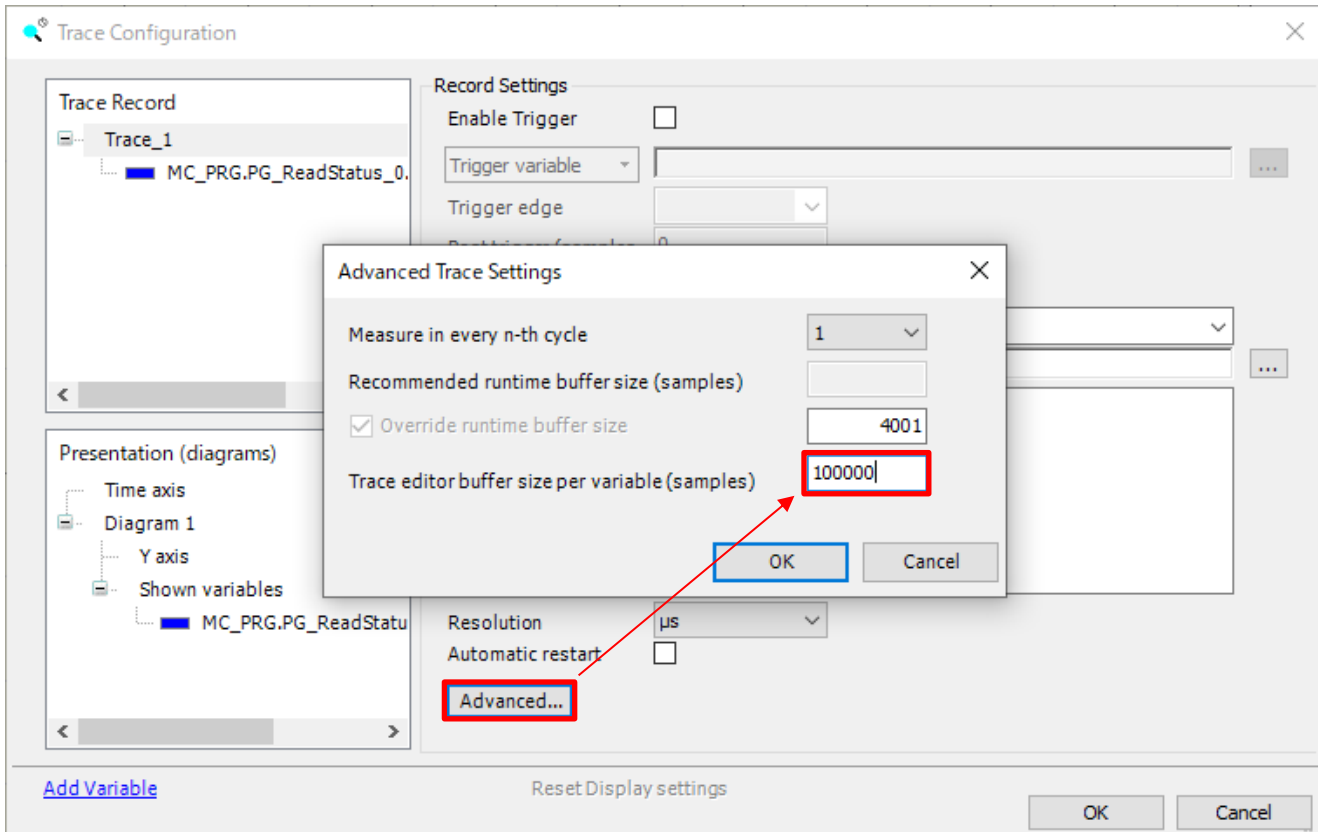 Trace Configuration
Trace Record
Trace_1
MC_PRG.PG_ReadStatus_0.
Record Settings
Enable Trigger
Trigger variable
...
Trigger edge
Advanced Trace Settings
Measure in every n-th cycle
1
Recommended runtime buffer size (samples)
Override runtime buffer size
4001
Trace editor buffer size per variable (samples)
100000
OK
Cancel
...
Presentation (diagrams)
Time axis
Diagram 1
Y axis
Shown variables
MC_PRG.PG_ReadStatu
Resolution
µs
Automatic restart
Advanced...
Add Variable
Reset Display settings
OK
Cancel